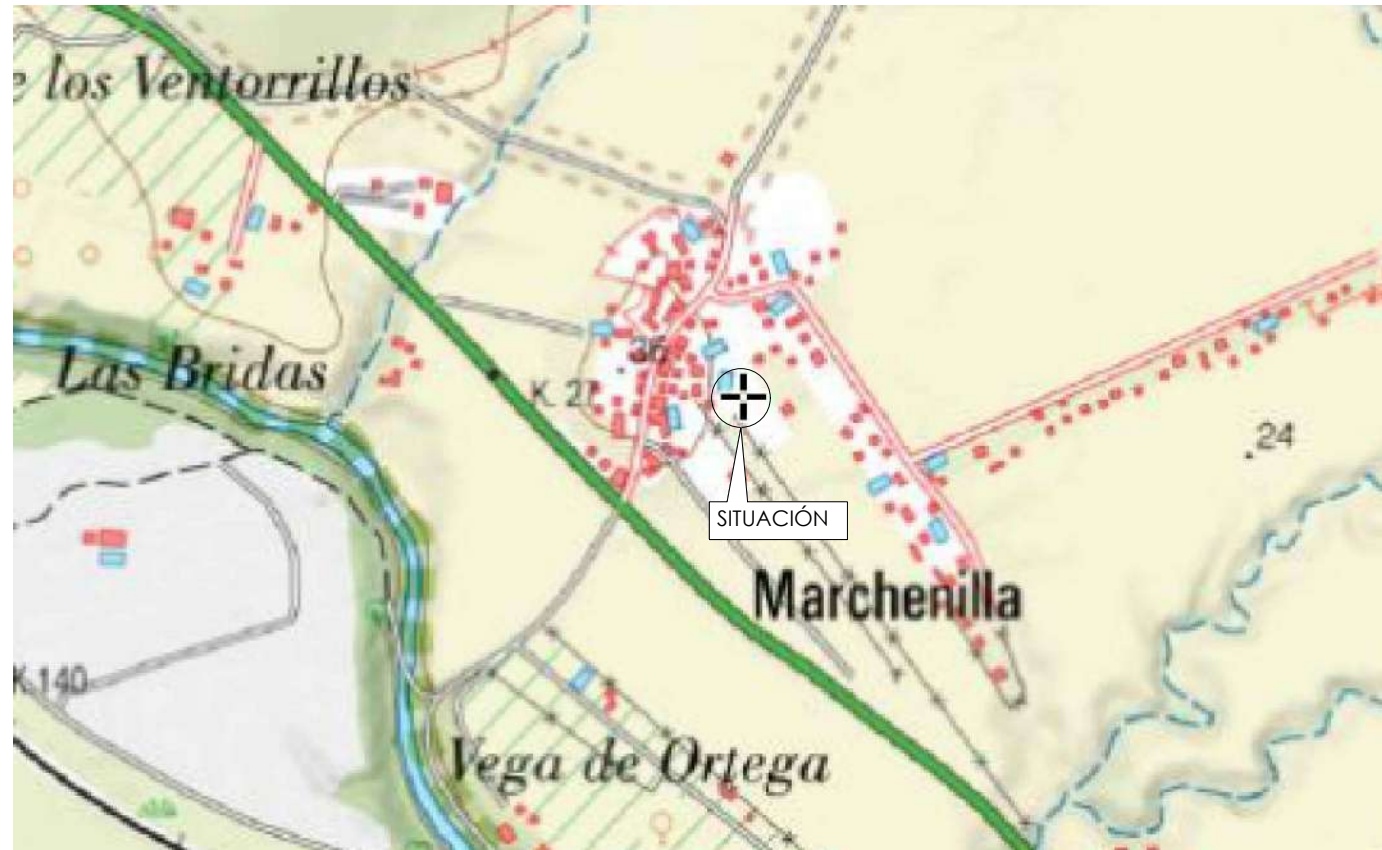 e los Ventorrillos
Las Bridas
36
K. 27
24
SITUACIÓN
Marchenilla
K.140
Vega de Ortega